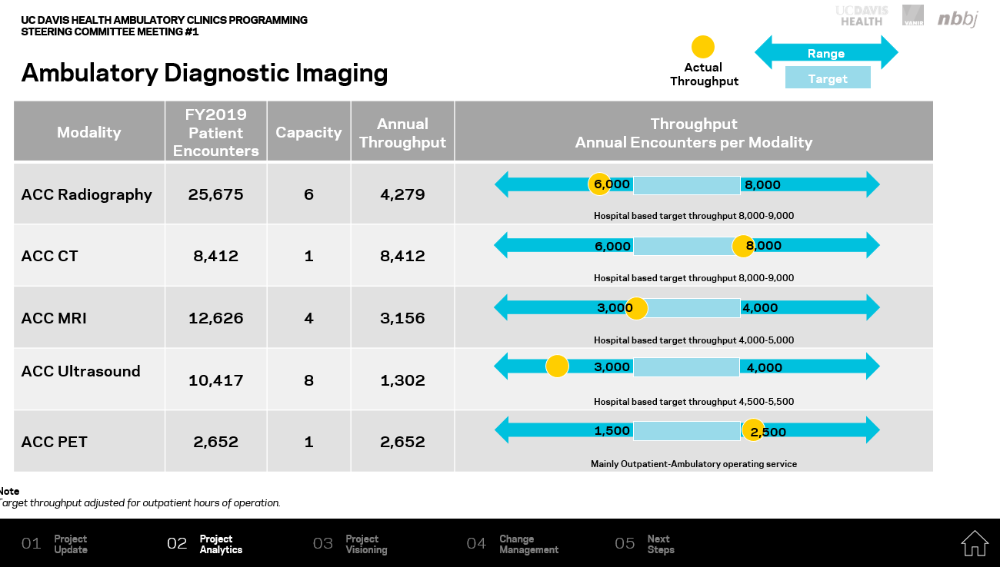 UC DAVIS HEALTH AMBULATORY CLINICS PROGRAMMING
STEERING COMMITTEE MEETING #1
UCDAVIS
HEALTH
VANIR
nbbj
Ambulatory Diagnostic Imaging
Actual
Throughput
Range
Target
Modality
FY2019
Patient
Encounters
Capacity
Annual
Throughput
Throughput
Annual Encounters per Modality
ACC Radiography
25,675
6
4,279
6,000
8,000
Hospital based target throughput 8,000-9,000
ACC CT
8,412
1
8,412
6,000
8,000
Hospital based target throughput 8,000-9,000
ACC MRI
12,626
4
3,156
3,000
4,000
Hospital based target throughput 4,000-5,000
ACC Ultrasound
10,417
8
1,302
3,000
4,000
Hospital based target throughput 4,500-5,500
ACC PET
2,652
1
2,652
1,500
2,500
Mainly Outpatient-Ambulatory operating service
Note
Target throughput adjusted for outpatient hours of operation.
01 Project
Update
02 Project
Analytics
03 Project
Visioning
04 Change
Management
05 Next
Steps